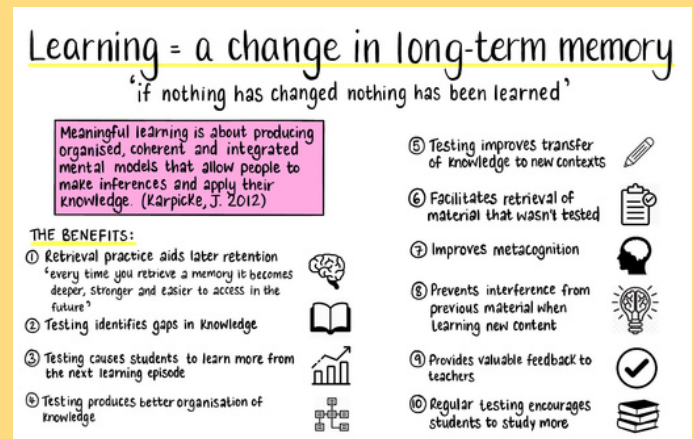 Learning = a change in long-term memory
'if nothing has changed nothing has been learned'
Meaningful learning is about producing
organised, coherent and integrated
mental models that allow people to
make inferences and apply their
knowledge. (Karpicke, J. 2012)
THE BENEFITS:
① Retrieval practice aids later retention
'every time you retrieve a memory it becomes
deeper, stronger and easier to access in the
future'
② Testing identifies gaps in knowledge
③ Testing causes students to learn more from
the next learning episode
④ Testing produces better organisation of
knowledge
⑤ Testing improves transfer
of knowledge to new contexts
⑥ Facilitates retrieval of
material that wasn't tested
⑦ Improves metacognition
⑧ Prevents interference from
previous material when
learning new content
⑨ Provides valuable feedback to
teachers
⑩ Regular testing encourages
students to study more